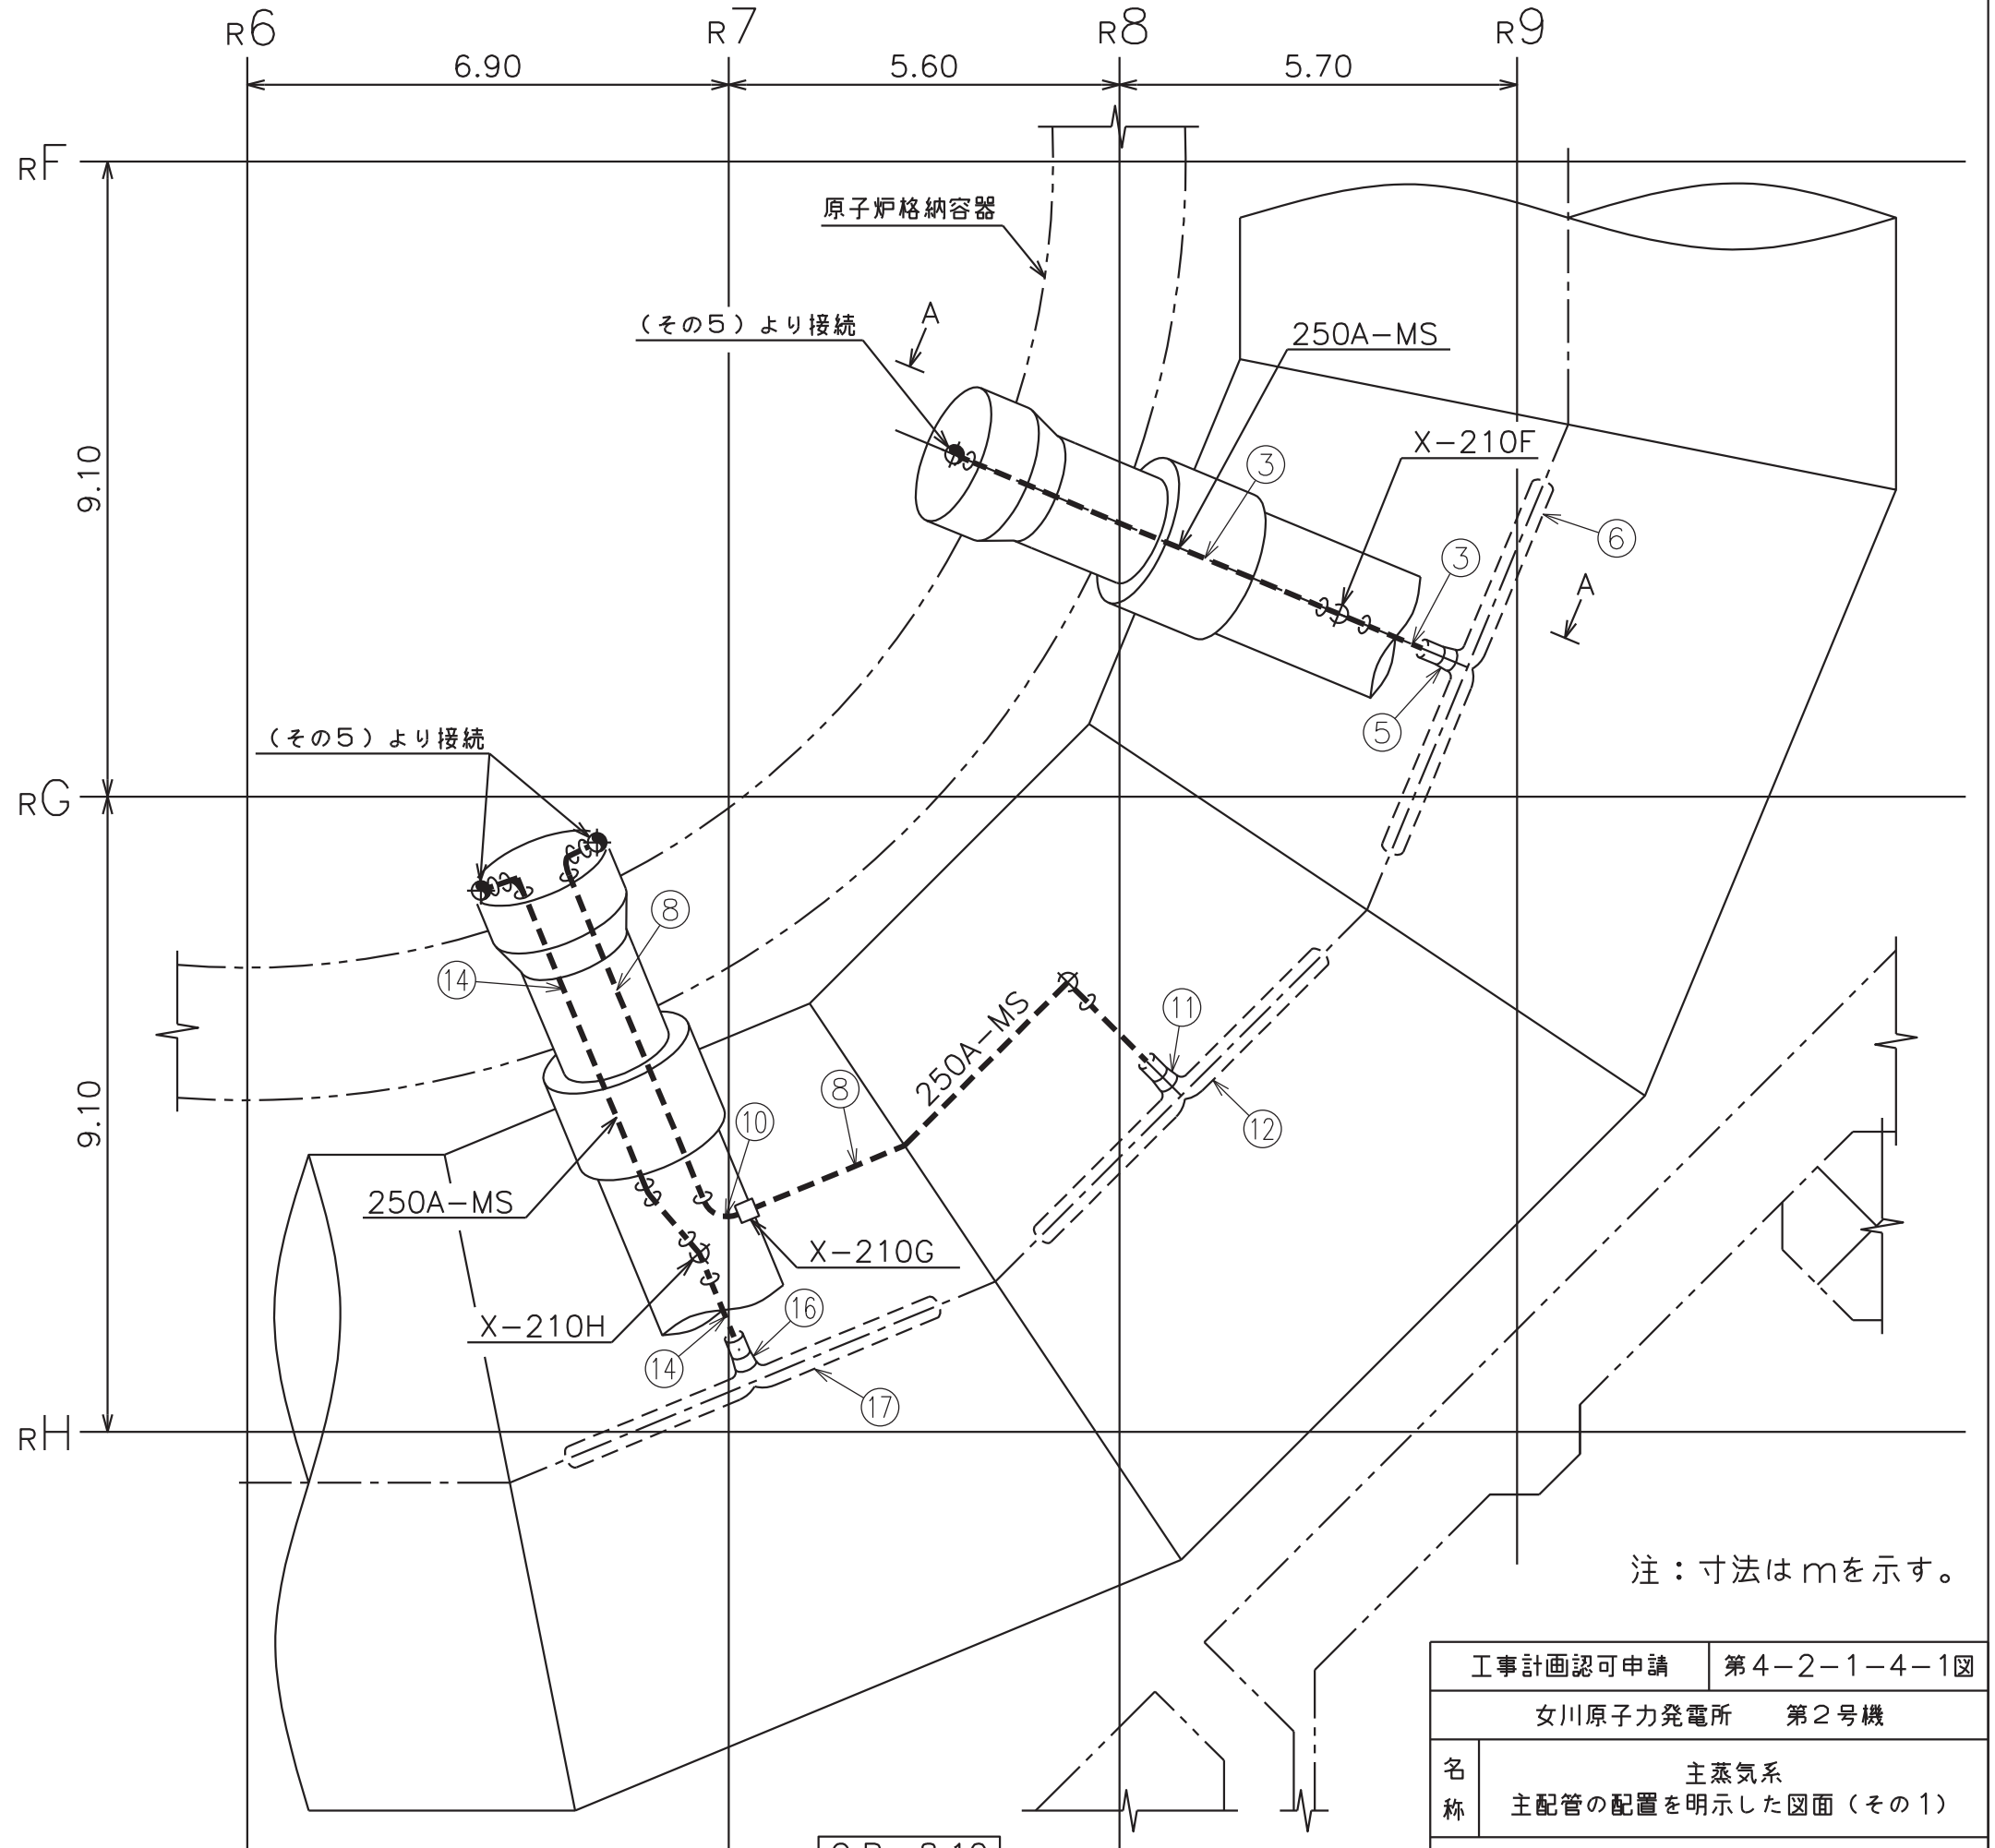 R6 R7 R8 R9
6.90 5.60 5.70
RF
原子炉格納容器
(その5)より接続
A
250A-MS
X-210F
3
6
3
A
9.10
5
(その5)より接続
RG
8
14
250A-MS
11
8
10
12
9.10
250A-MS
X-210G
X-210H
16
14
17
RH
注:寸法はmを示す。
工事計画認可申請 第4-2-1-4-1図
女川原子力発電所 第2号機
名称
主蒸気系
主配管の配置を明示した図面(その1)